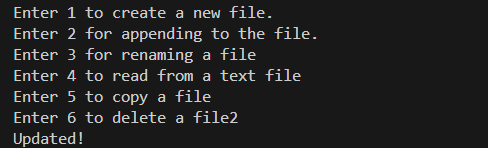 Enter 1 to create a new file.
Enter 2 for appending to the file.
Enter 3 for renaming a file
Enter 4 to read from a text file
Enter 5 to copy a file
Enter 6 to delete a file2
Updated!